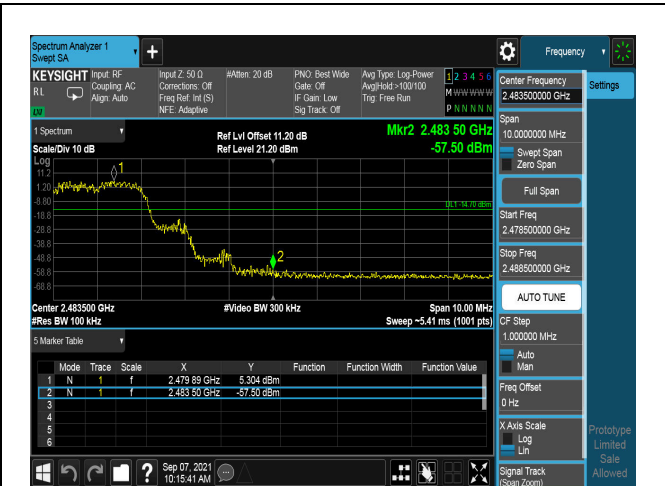 Spectrum Analyzer 1
Swept SA
+
Frequency
KEYSIGHT Input: RF Input Z: 50 Ω #Atten: 20 dB PNO: Best Wide Avg Type: Log-Power 1 2 3 4 5 6
RL Coupling: AC Corrections: Off Gate: Off Avg|Hold:>100/100 M W W W W W
Align: Auto Freq Ref: Int (S) IF Gain: Low Trig: Free Run
NFE: Adaptive Sig Track: Off P N N N N N
1 Spectrum
Scale/Div 10 dB
Ref Lvl Offset 11.20 dB
Ref Level 21.20 dBm
Mkr2 2.483 50 GHz
-57.50 dBm
Log
11.2
1.20
-8.80
-18.8
-28.8
-38.8
-48.8
-58.8
-68.8
1
2
DL1 -14.70 dBm
Center 2.483500 GHz #Video BW 300 kHz Span 10.00 MHz
#Res BW 100 kHz Sweep ~5.41 ms (1001 pts)
5 Marker Table
Mode Trace Scale X Y Function Function Width Function Value
1 N 1 f 2.479 89 GHz 5.304 dBm
2 N 1 f 2.483 50 GHz -57.50 dBm
3
4
5
6
Sep 07, 2021
10:15:41 AM
?
Center Frequency
2.483500000 GHz
Settings
Span
10.0000000 MHz
Swept Span
Zero Span
Full Span
Start Freq
2.478500000 GHz
Stop Freq
2.488500000 GHz
AUTO TUNE
CF Step
1.000000 MHz
Auto
Man
Freq Offset
0 Hz
X Axis Scale
Log
Lin
Signal Track
(Span Zoom)
Prototype
Limited
Sale
Allowed